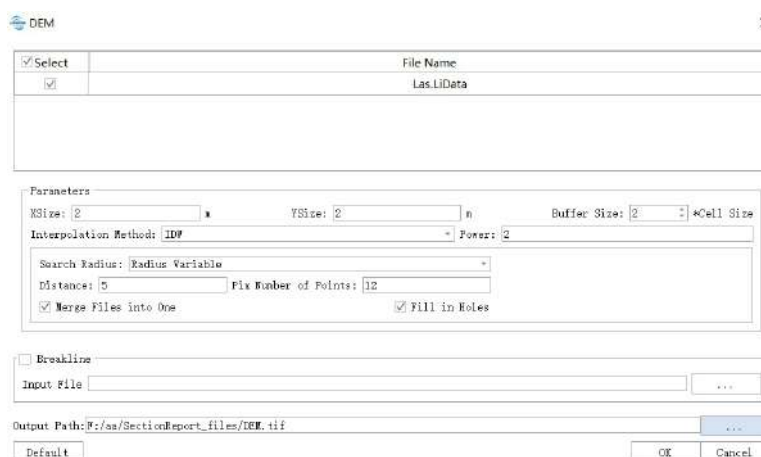 DEM
Select File Name
Las.LiData
Parameters
XSize: 2 m YSize: 2 m Buffer Size: 2 *Cell Size
Interpolation Method: IDW Power: 2
Search Radius: Radius Variable
Distance: 5 Pix Number of Points: 12
Merge Files into One Fill in Holes
Breakline
Input File ...
Output Path: F:/aa/SectionReport_files/DEM.tif ...
Default OK Cancel